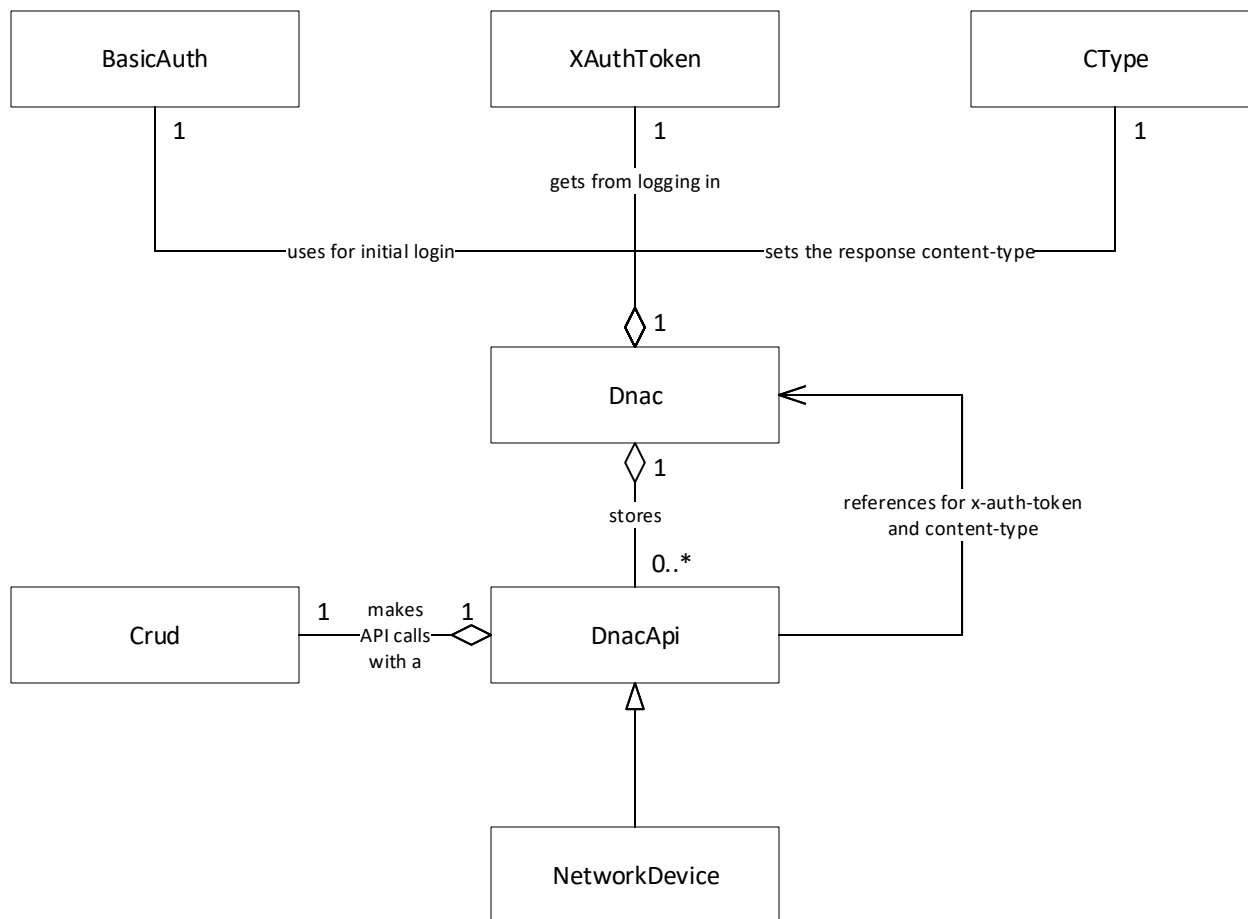 BasicAuth
XAuthToken
CType
1
1
1
gets from logging in
uses for initial login
sets the response content-type
1
Dnac
1
stores
references for x-auth-token
and content-type
0..*
1
makes
API calls
with a
1
Crud
DnacApi
NetworkDevice